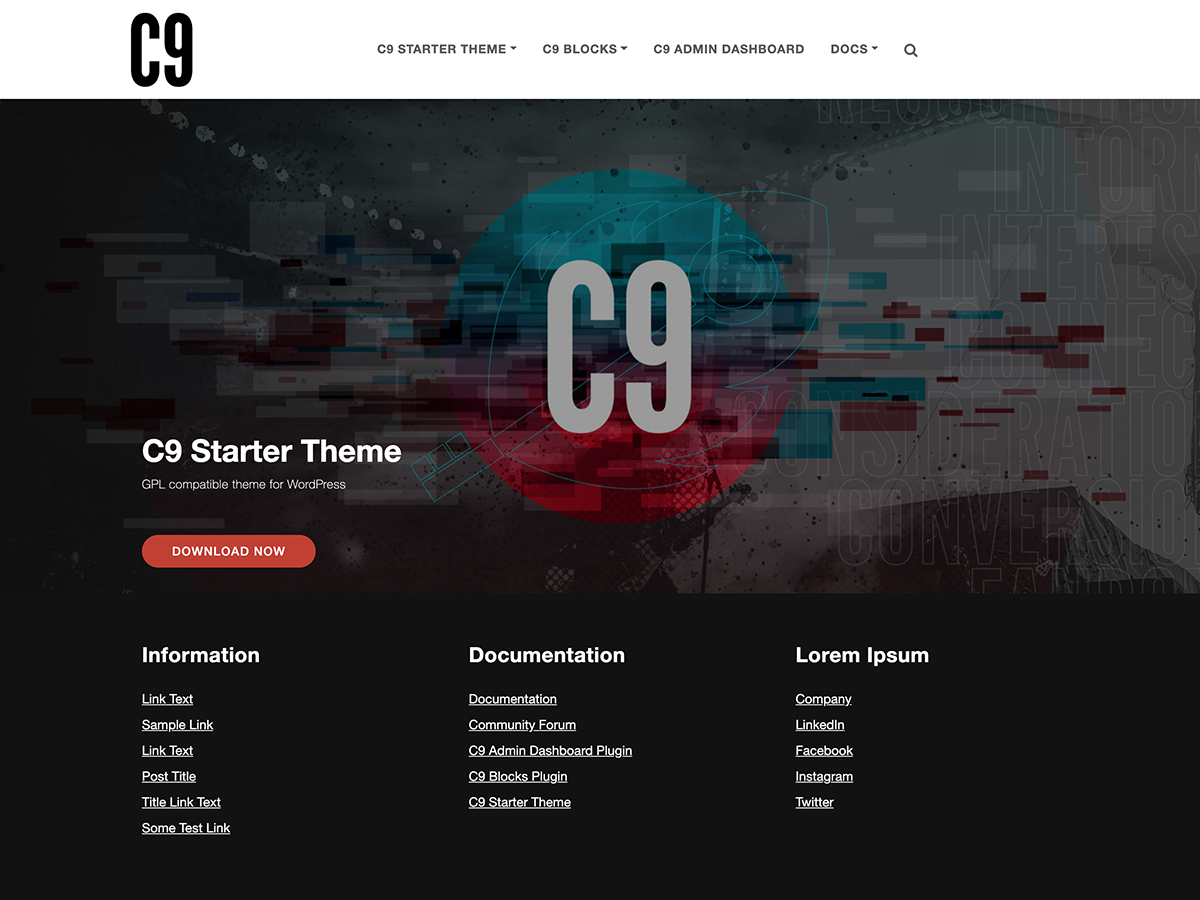 C9
C9 STARTER THEME
C9 BLOCKS
C9 ADMIN DASHBOARD
DOCS
INFOR
INTERES
CONNEC
CONSIDERATIO
CONVERSIO
C9
C9 Starter Theme
GPL compatible theme for WordPress
DOWNLOAD NOW
Information
Link Text
Sample Link
Link Text
Post Title
Title Link Text
Some Test Link
Documentation
Documentation
Community Forum
C9 Admin Dashboard Plugin
C9 Blocks Plugin
C9 Starter Theme
Lorem Ipsum
Company
LinkedIn
Facebook
Instagram
Twitter